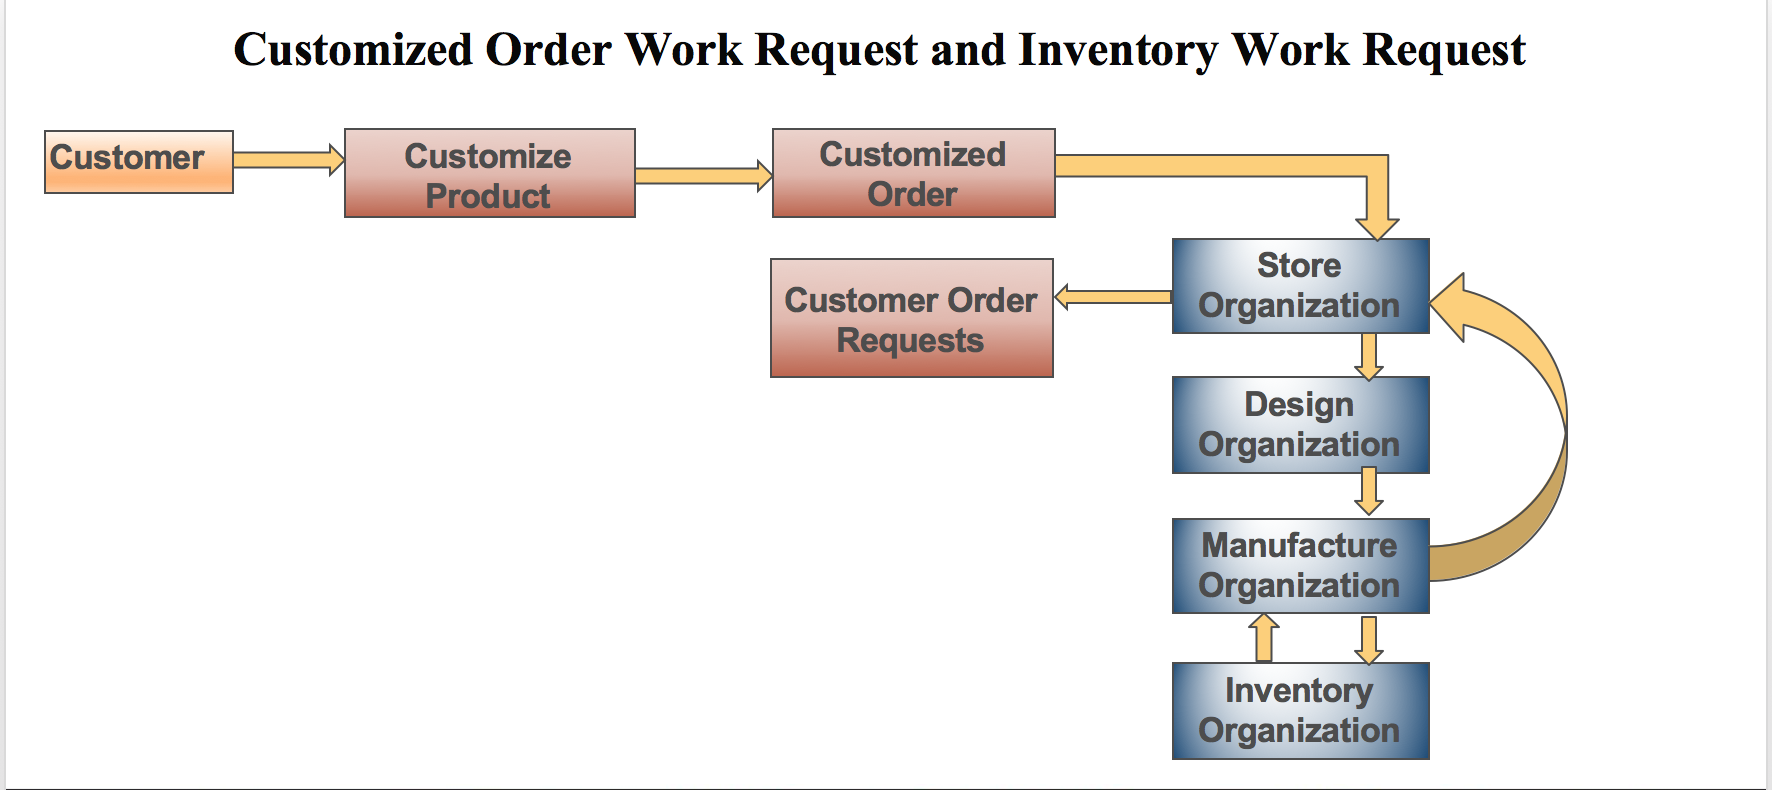 Customized Order Work Request and Inventory Work Request
Customer
Customize
Product
Customized
Order
Store
Organization
Customer Order
Requests
Design
Organization
Manufacture
Organization
Inventory
Organization